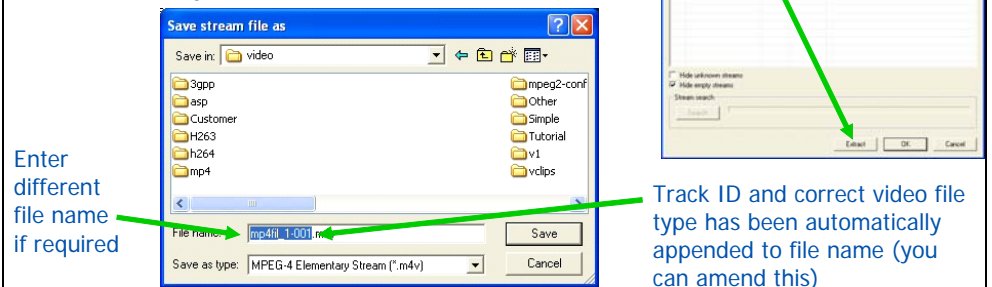 Save stream file as
Save in: video
3gpp
asp
Customer
H263
h264
mp4
mpeg2-conf
Other
Simple
Tutorial
v1
vclips
File name: mp4fil_1-001.m
Save
Save as type: MPEG-4 Elementary Stream (*.m4v)
Cancel
Enter
different
file name
if required
Hide unknown streams
Hide empty streams
Stream search
Search
Extract OK Cancel
Track ID and correct video file
type has been automatically
appended to file name (you
can amend this)